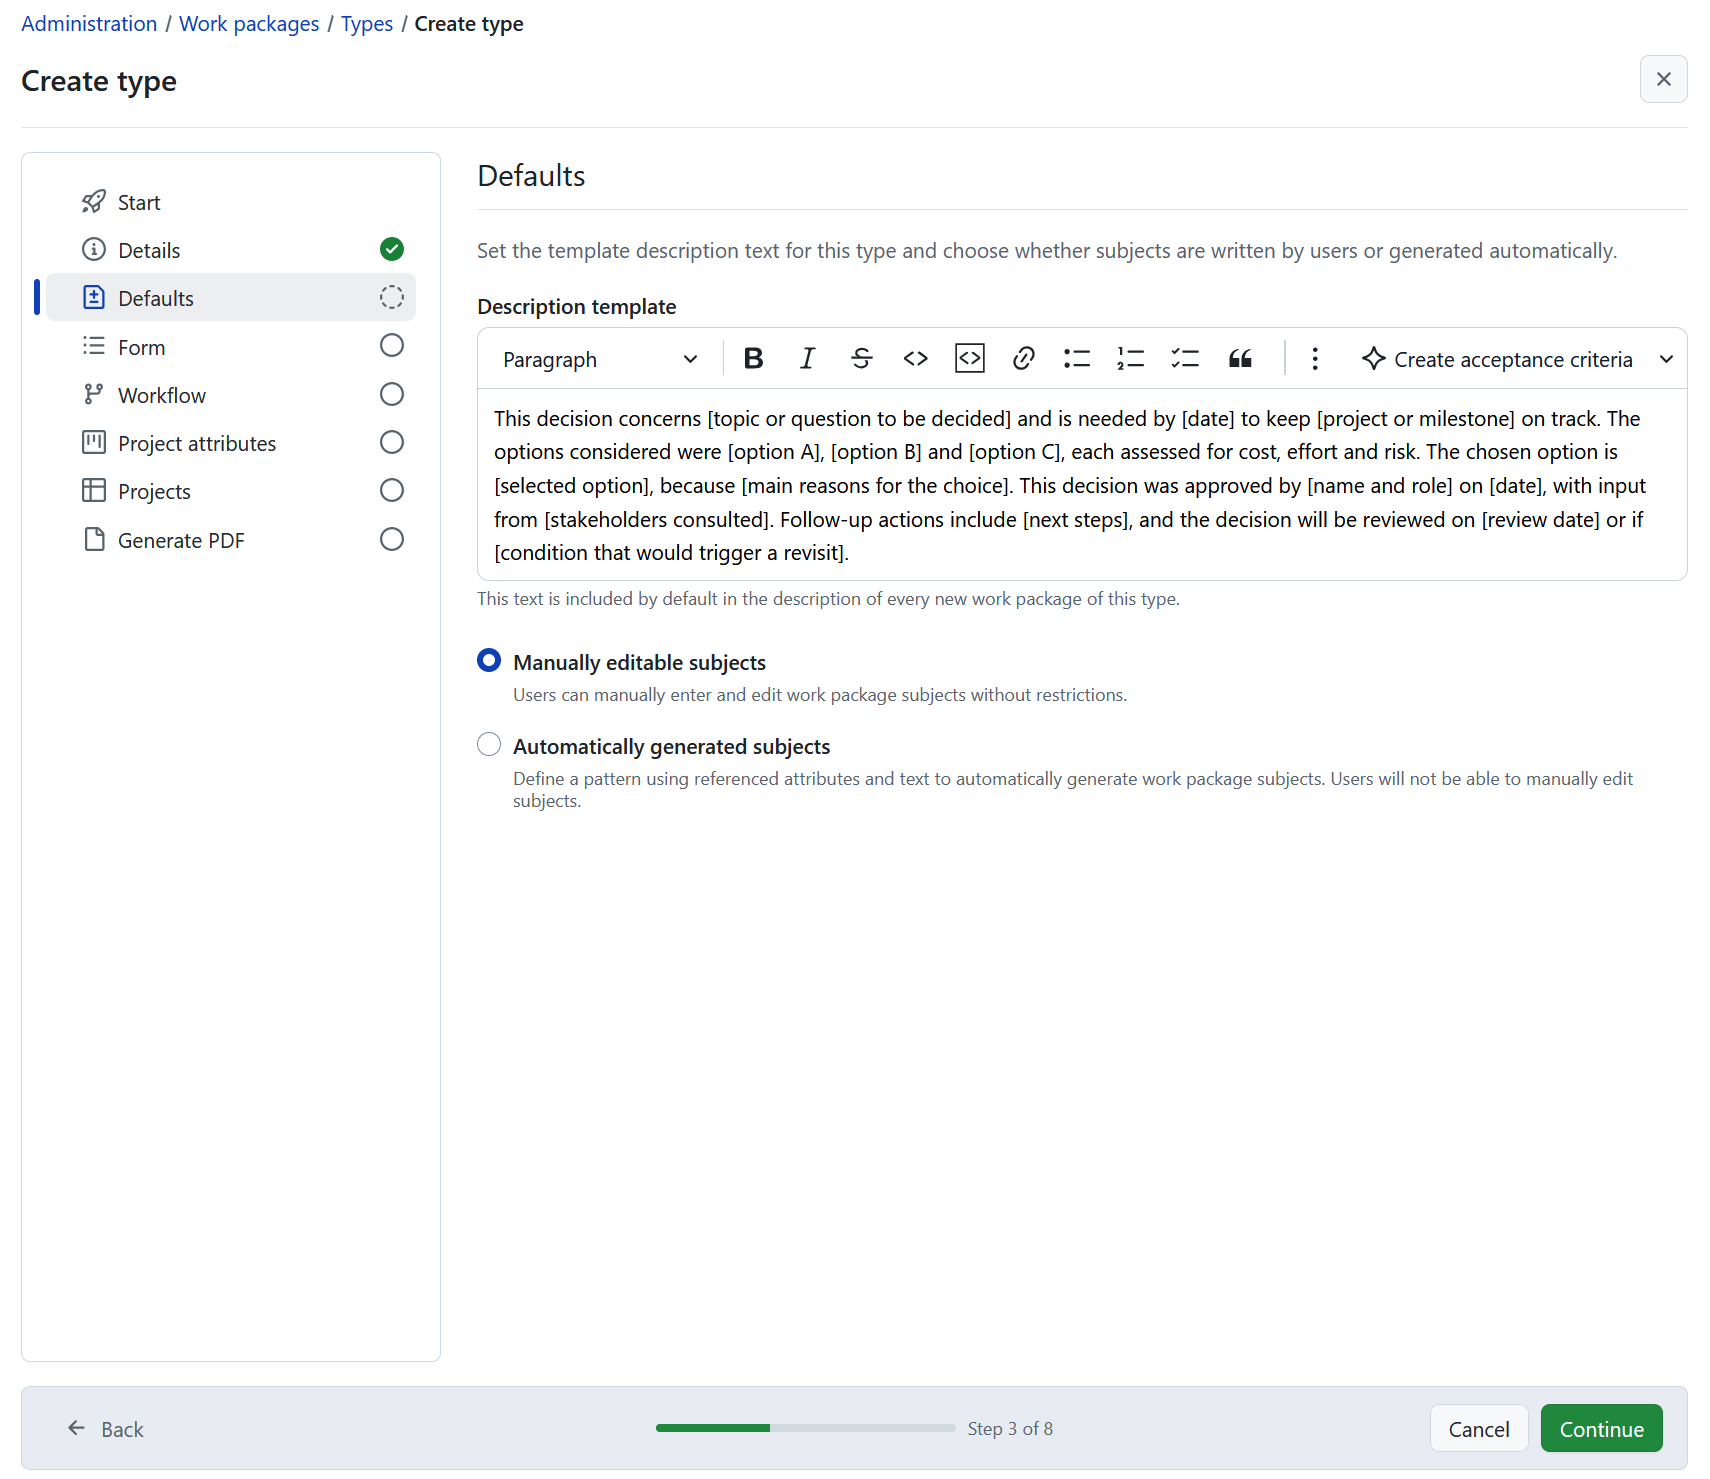 Administration / Work packages / Types / Create type
Create type
Start
Details
Defaults
Form
Workflow
Project attributes
Projects
Generate PDF
Defaults
Set the template description text for this type and choose whether subjects are written by users or generated automatically.
Description template
Paragraph
Create acceptance criteria
This decision concerns [topic or question to be decided] and is needed by [date] to keep [project or milestone] on track. The
options considered were [option A], [option B] and [option C], each assessed for cost, effort and risk. The chosen option is
[selected option], because [main reasons for the choice]. This decision was approved by [name and role] on [date], with input
from [stakeholders consulted]. Follow-up actions include [next steps], and the decision will be reviewed on [review date] or if
[condition that would trigger a revisit].
This text is included by default in the description of every new work package of this type.
Manually editable subjects
Users can manually enter and edit work package subjects without restrictions.
Automatically generated subjects
Define a pattern using referenced attributes and text to automatically generate work package subjects. Users will not be able to manually edit
subjects.
Back
Step 3 of 8
Cancel
Continue